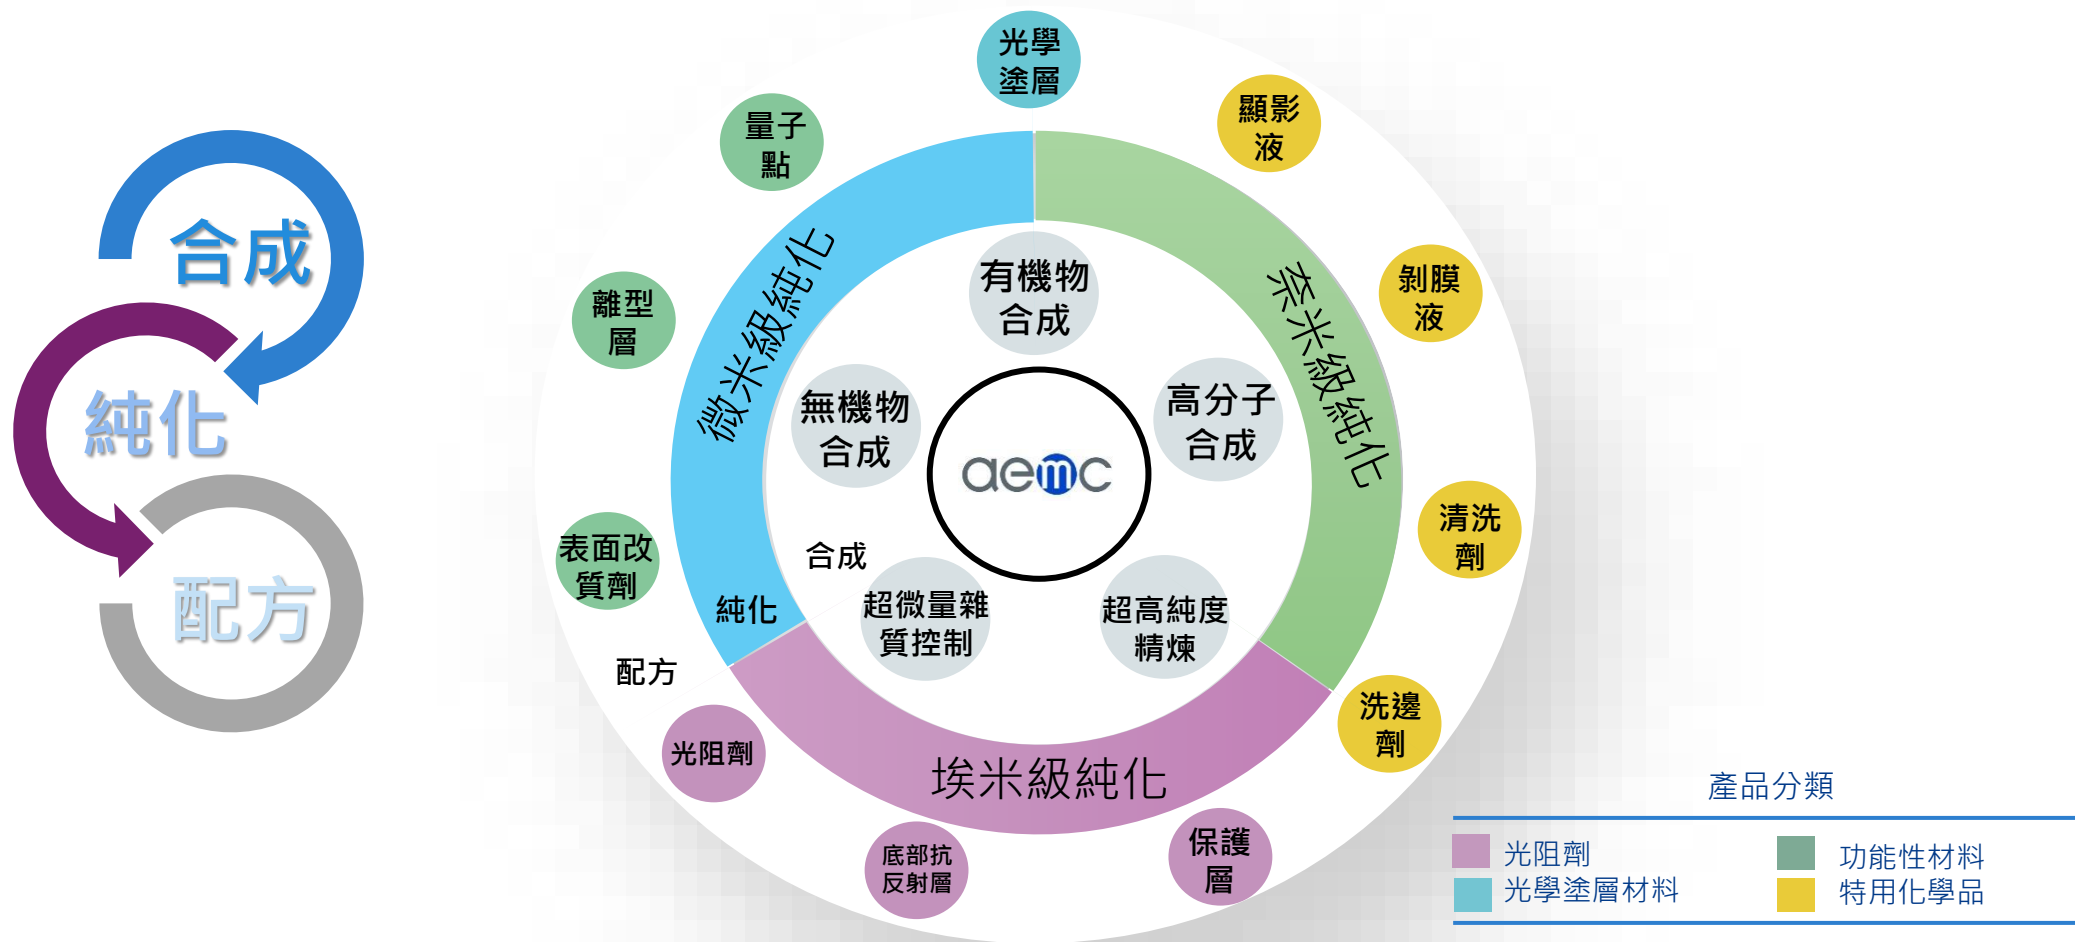 合成
純化
配方
光學
塗層
量子
點
顯影
液
離型
層
剝膜
液
表面改
質劑
清洗
劑
洗邊
劑
光阻劑
底部抗
反射層
保護
層
微米級純化
奈米級純化
埃米級純化
有機物
合成
無機物
合成
高分子
合成
aemc
合成
純化
配方
超微量雜
質控制
超高純度
精煉
產品分類
光阻劑
功能性材料
光學塗層材料
特用化學品